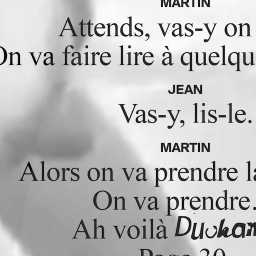 MARTIN
Attends, vas-y on
On va faire lire à quelqu
JEAN
Vas-y, lis-le.
MARTIN
Alors on va prendre la
On va prendre.
Ah voilà
Page 30